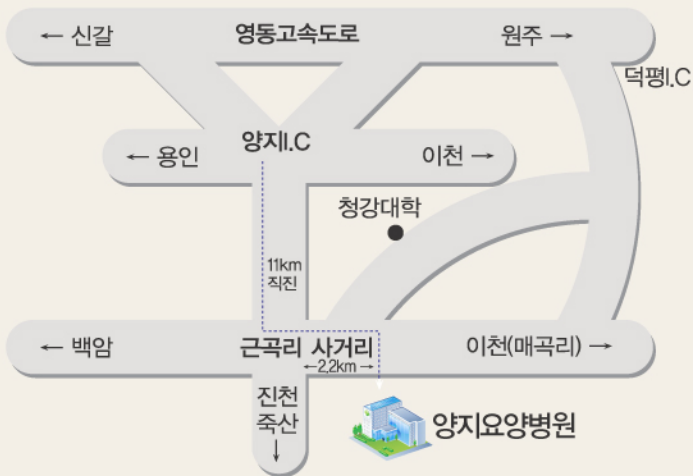 ← 신갈
영동고속도로
원주 →
덕평I.C
양지I.C
← 용인
이천 →
청강대학
11km
직진
← 백암
근곡리 사거리
이천(매곡리) →
←2.2km→
진천
죽산
↓
양지요양병원